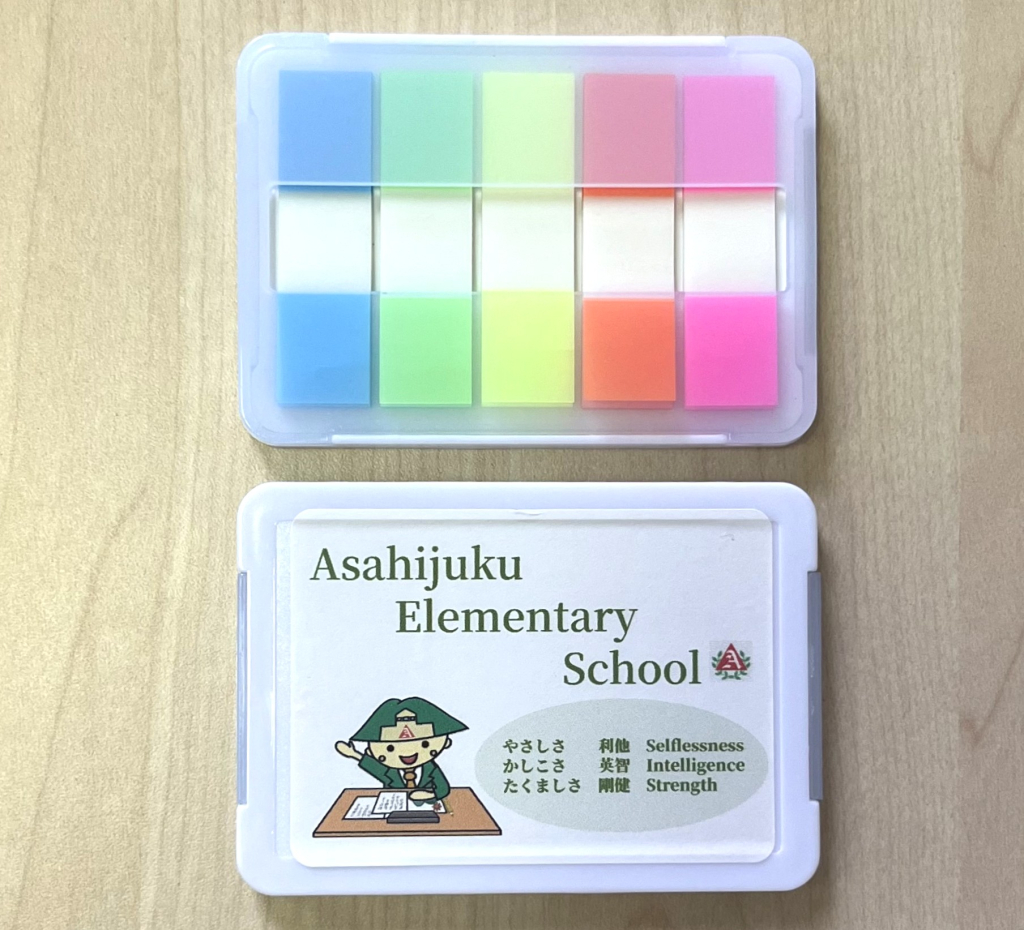 Asahijuku
Elementary
School
やさしさ 利他 Selflessness
かしこさ 英智 Intelligence
たくましさ 剛健 Strength